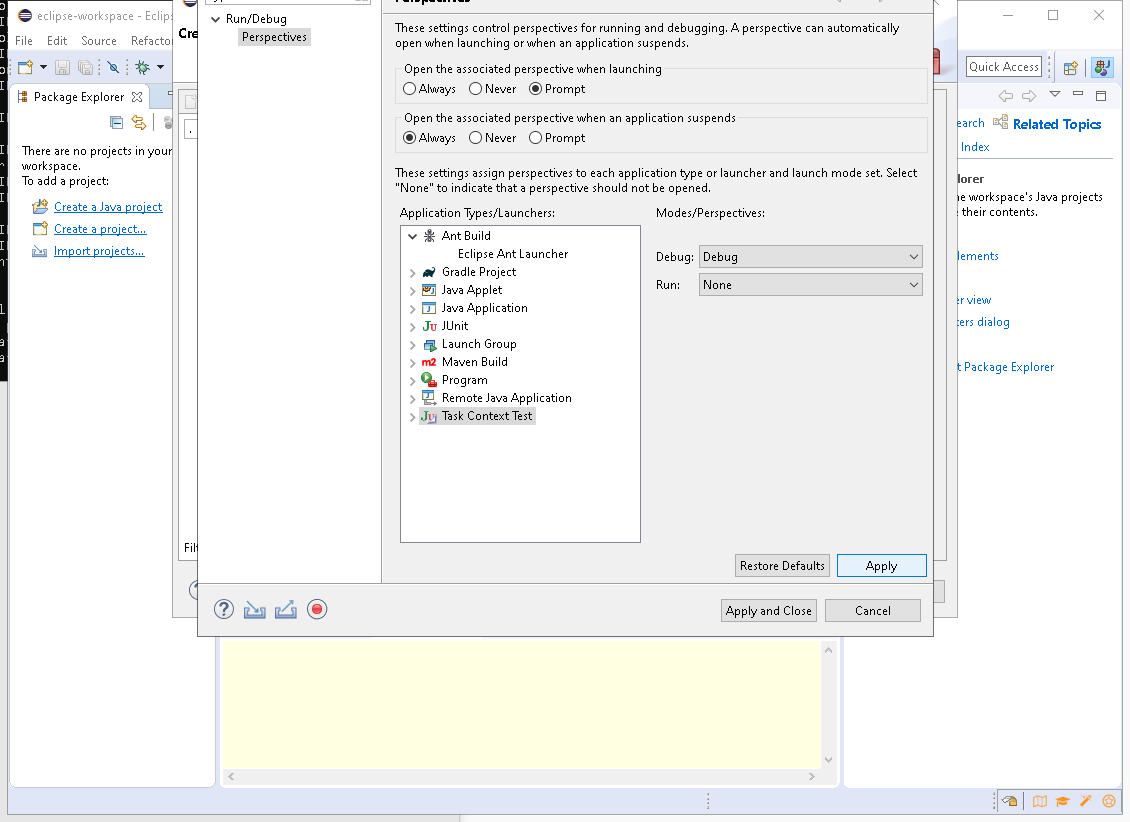 eclipse-workspace - Eclips
File Edit Source Refacto
Package Explorer
There are no projects in your
workspace.
To add a project:
Create a Java project
Create a project...
Import projects...
Cre
Filt
Run/Debug
Perspectives
These settings control perspectives for running and debugging. A perspective can automatically
open when launching or when an application suspends.
Open the associated perspective when launching
Always Never Prompt
Open the associated perspective when an application suspends
Always Never Prompt
These settings assign perspectives to each application type or launcher and launch mode set. Select
"None" to indicate that a perspective should not be opened.
Application Types/Launchers:
Ant Build
Eclipse Ant Launcher
Gradle Project
Java Applet
Java Application
JUnit
Launch Group
Maven Build
Program
Remote Java Application
Task Context Test
Modes/Perspectives:
Debug: Debug
Run: None
Restore Defaults Apply
Apply and Close Cancel
Quick Access
earch Related Topics
Index
lorer
he workspace's Java projects
their contents.
lements
er view
ters dialog
t Package Explorer